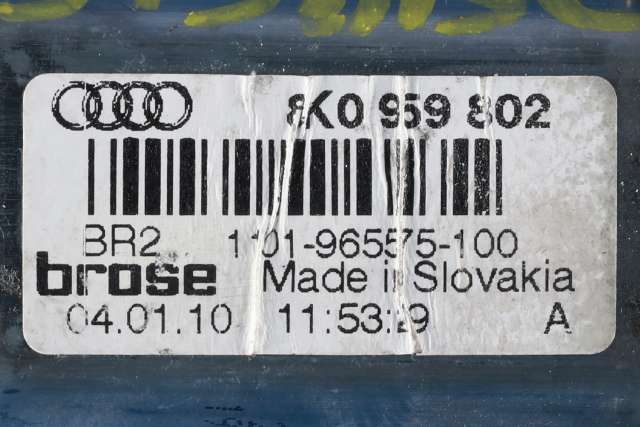 8K0 959 802
BR2 1101-965575-100
brose Made in Slovakia
04.01.10 11:53:29 A